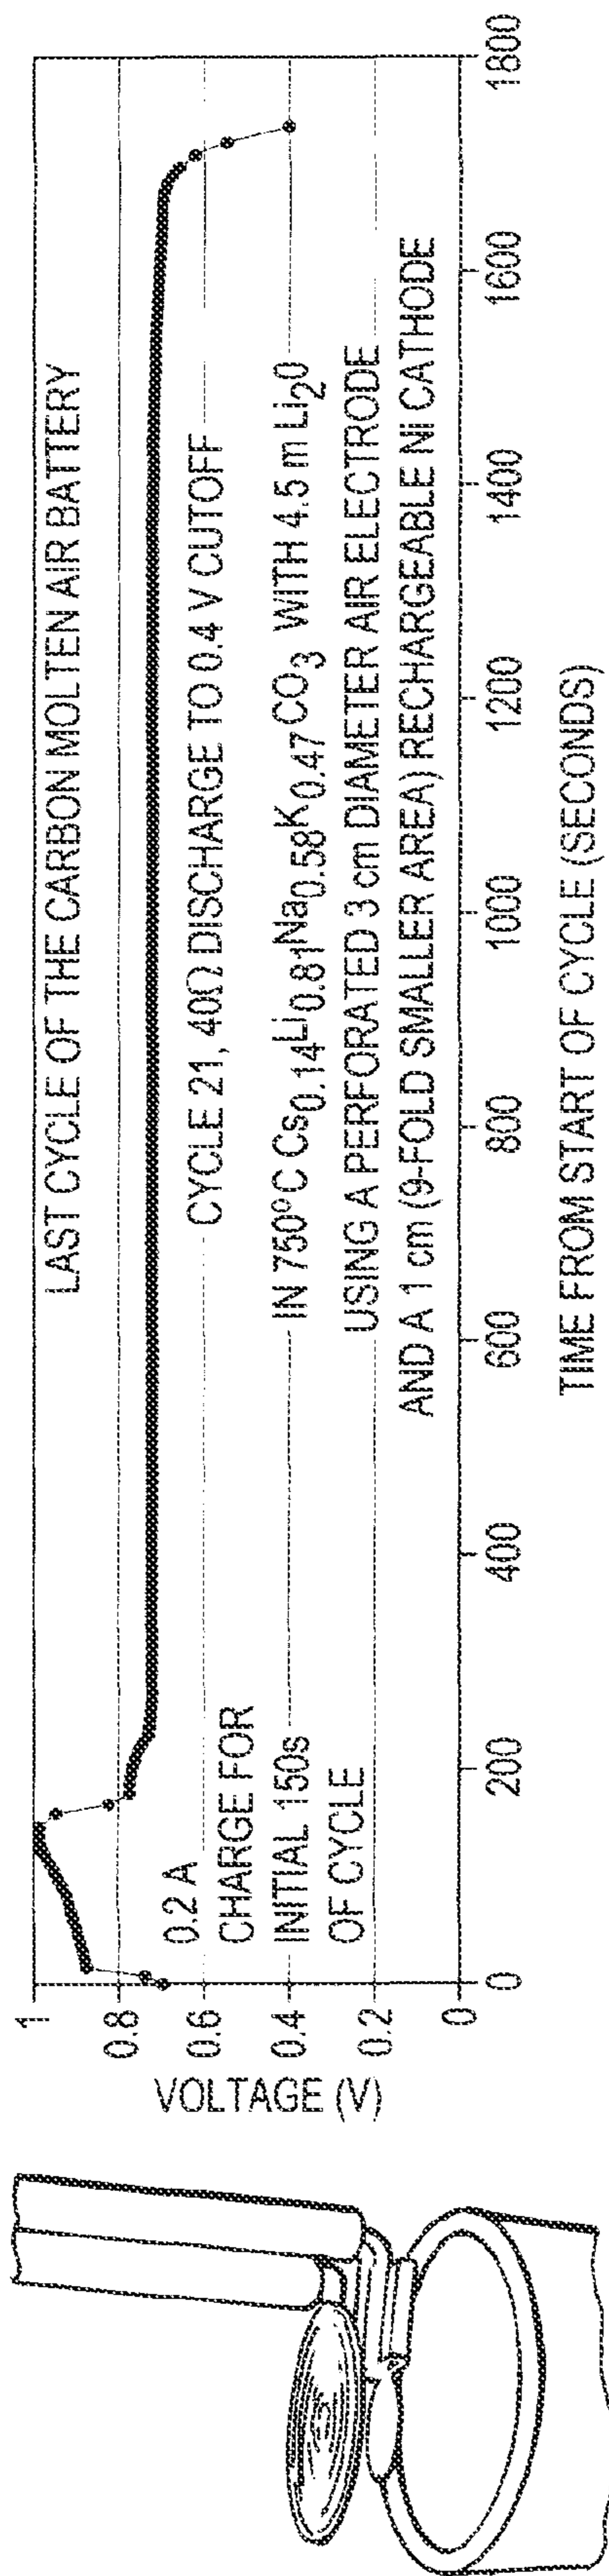 LAST CYCLE OF THE CARBON MOLTEN AIR BATTERY
CYCLE 21, 40Ω DISCHARGE TO 0.4 V CUTOFF
0.2 A
CHARGE FOR
INITIAL 150s
OF CYCLE
IN 750ºC Cs0.14Li0.81Na0.58K0.47CO3 WITH 4.5 m Li20
USING A PERFORATED 3 cm DIAMETER AIR ELECTRODE
AND A 1 cm (9-FOLD SMALLER AREA) RECHARGEABLE Ni CATHODE
VOLTAGE (V)
1
0.8
0.6
0.4
0.2
0
0 200 400 600 800 1000 1200 1400 1600 1800
TIME FROM START OF CYCLE (SECONDS)